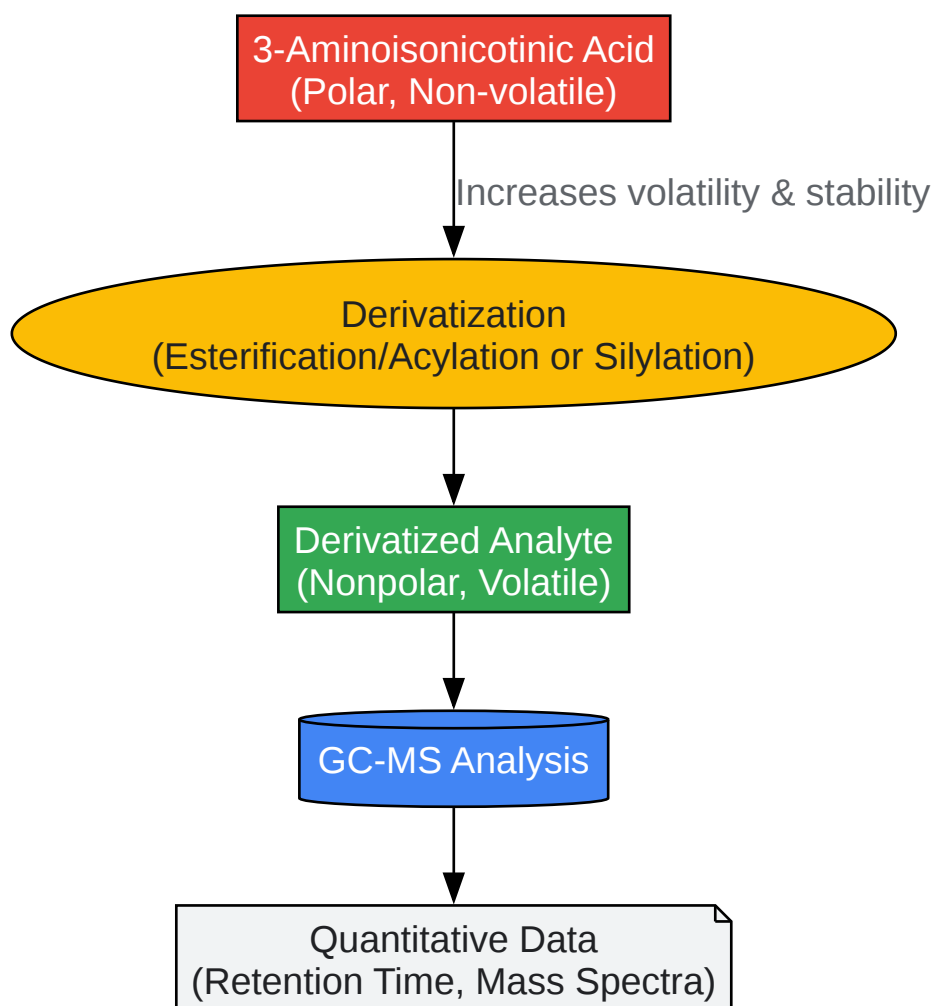 3-Aminoisonicotinic Acid
(Polar, Non-volatile)
Increases volatility & stability
Derivatization
(Esterification/Acylation or Silylation)
Derivatized Analyte
(Nonpolar, Volatile)
GC-MS Analysis
Quantitative Data
(Retention Time, Mass Spectra)